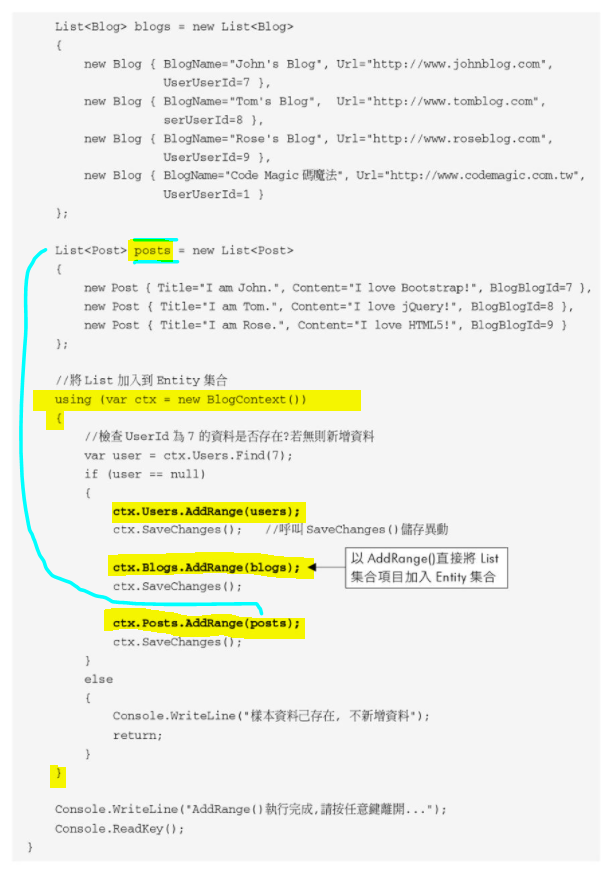 List<Blog> blogs = new List<Blog>
{
new Blog { BlogName="John's Blog", Url="http://www.johnblog.com",
UserUserId=7 },
new Blog { BlogName="Tom's Blog", Url="http://www.tomblog.com",
serUserId=8 },
new Blog { BlogName="Rose's Blog", Url="http://www.roseblog.com",
UserUserId=9 },
new Blog { BlogName="Code Magic 碼魔法", Url="http://www.codemagic.com.tw",
UserUserId=1 }
};
List<Post> posts = new List<Post>
{
new Post { Title="I am John.", Content="I love Bootstrap!", BlogBlogId=7 },
new Post { Title="I am Tom.", Content="I love jQuery!", BlogBlogId=8 },
new Post { Title="I am Rose.", Content="I love HTML5!", BlogBlogId=9 }
};
//將 List 加入到 Entity 集合
using (var ctx = new BlogContext())
{
//檢查 UserId 為 7 的資料是否存在?若無則新增資料
var user = ctx.Users.Find(7);
if (user == null)
{
ctx.Users.AddRange(users);
ctx.SaveChanges(); //呼叫 SaveChanges()儲存異動
ctx.Blogs.AddRange(blogs);
以 AddRange()直接將 List
集合項目加入 Entity 集合
ctx.SaveChanges();
ctx.Posts.AddRange(posts);
ctx.SaveChanges();
}
else
{
Console.WriteLine("樣本資料己存在, 不新增資料");
return;
}
}
Console.WriteLine("AddRange()執行完成,請按任意鍵離開...");
Console.ReadKey();
}